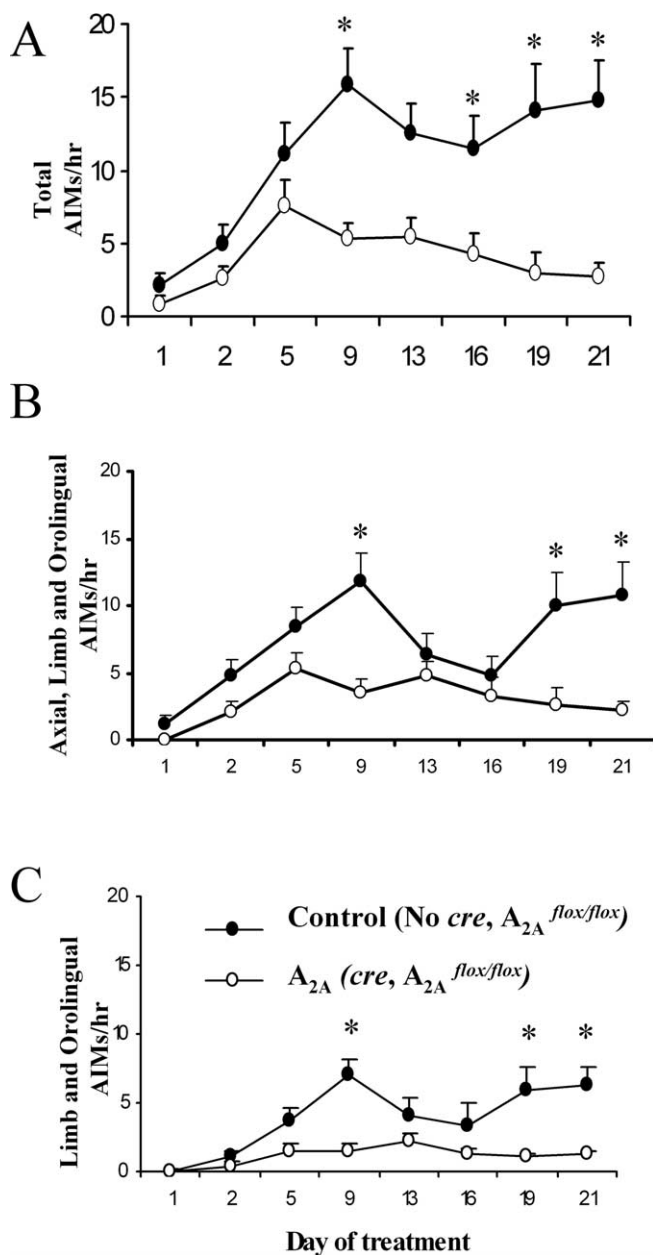 A
Total
AIMs/hr
20
15
10
5
0
* * * *
1 2 5 9 13 16 19 21
B
Axial, Limb and Orolingual
AIMs/hr
20
15
10
5
0
* * *
1 2 5 9 13 16 19 21
C
Limb and Orolingual
AIMs/hr
20
15
10
5
0
Control (No cre, A2A flox/flox)
A2A (cre, A2A flox/flox)
* * *
1 2 5 9 13 16 19 21
Day of treatment